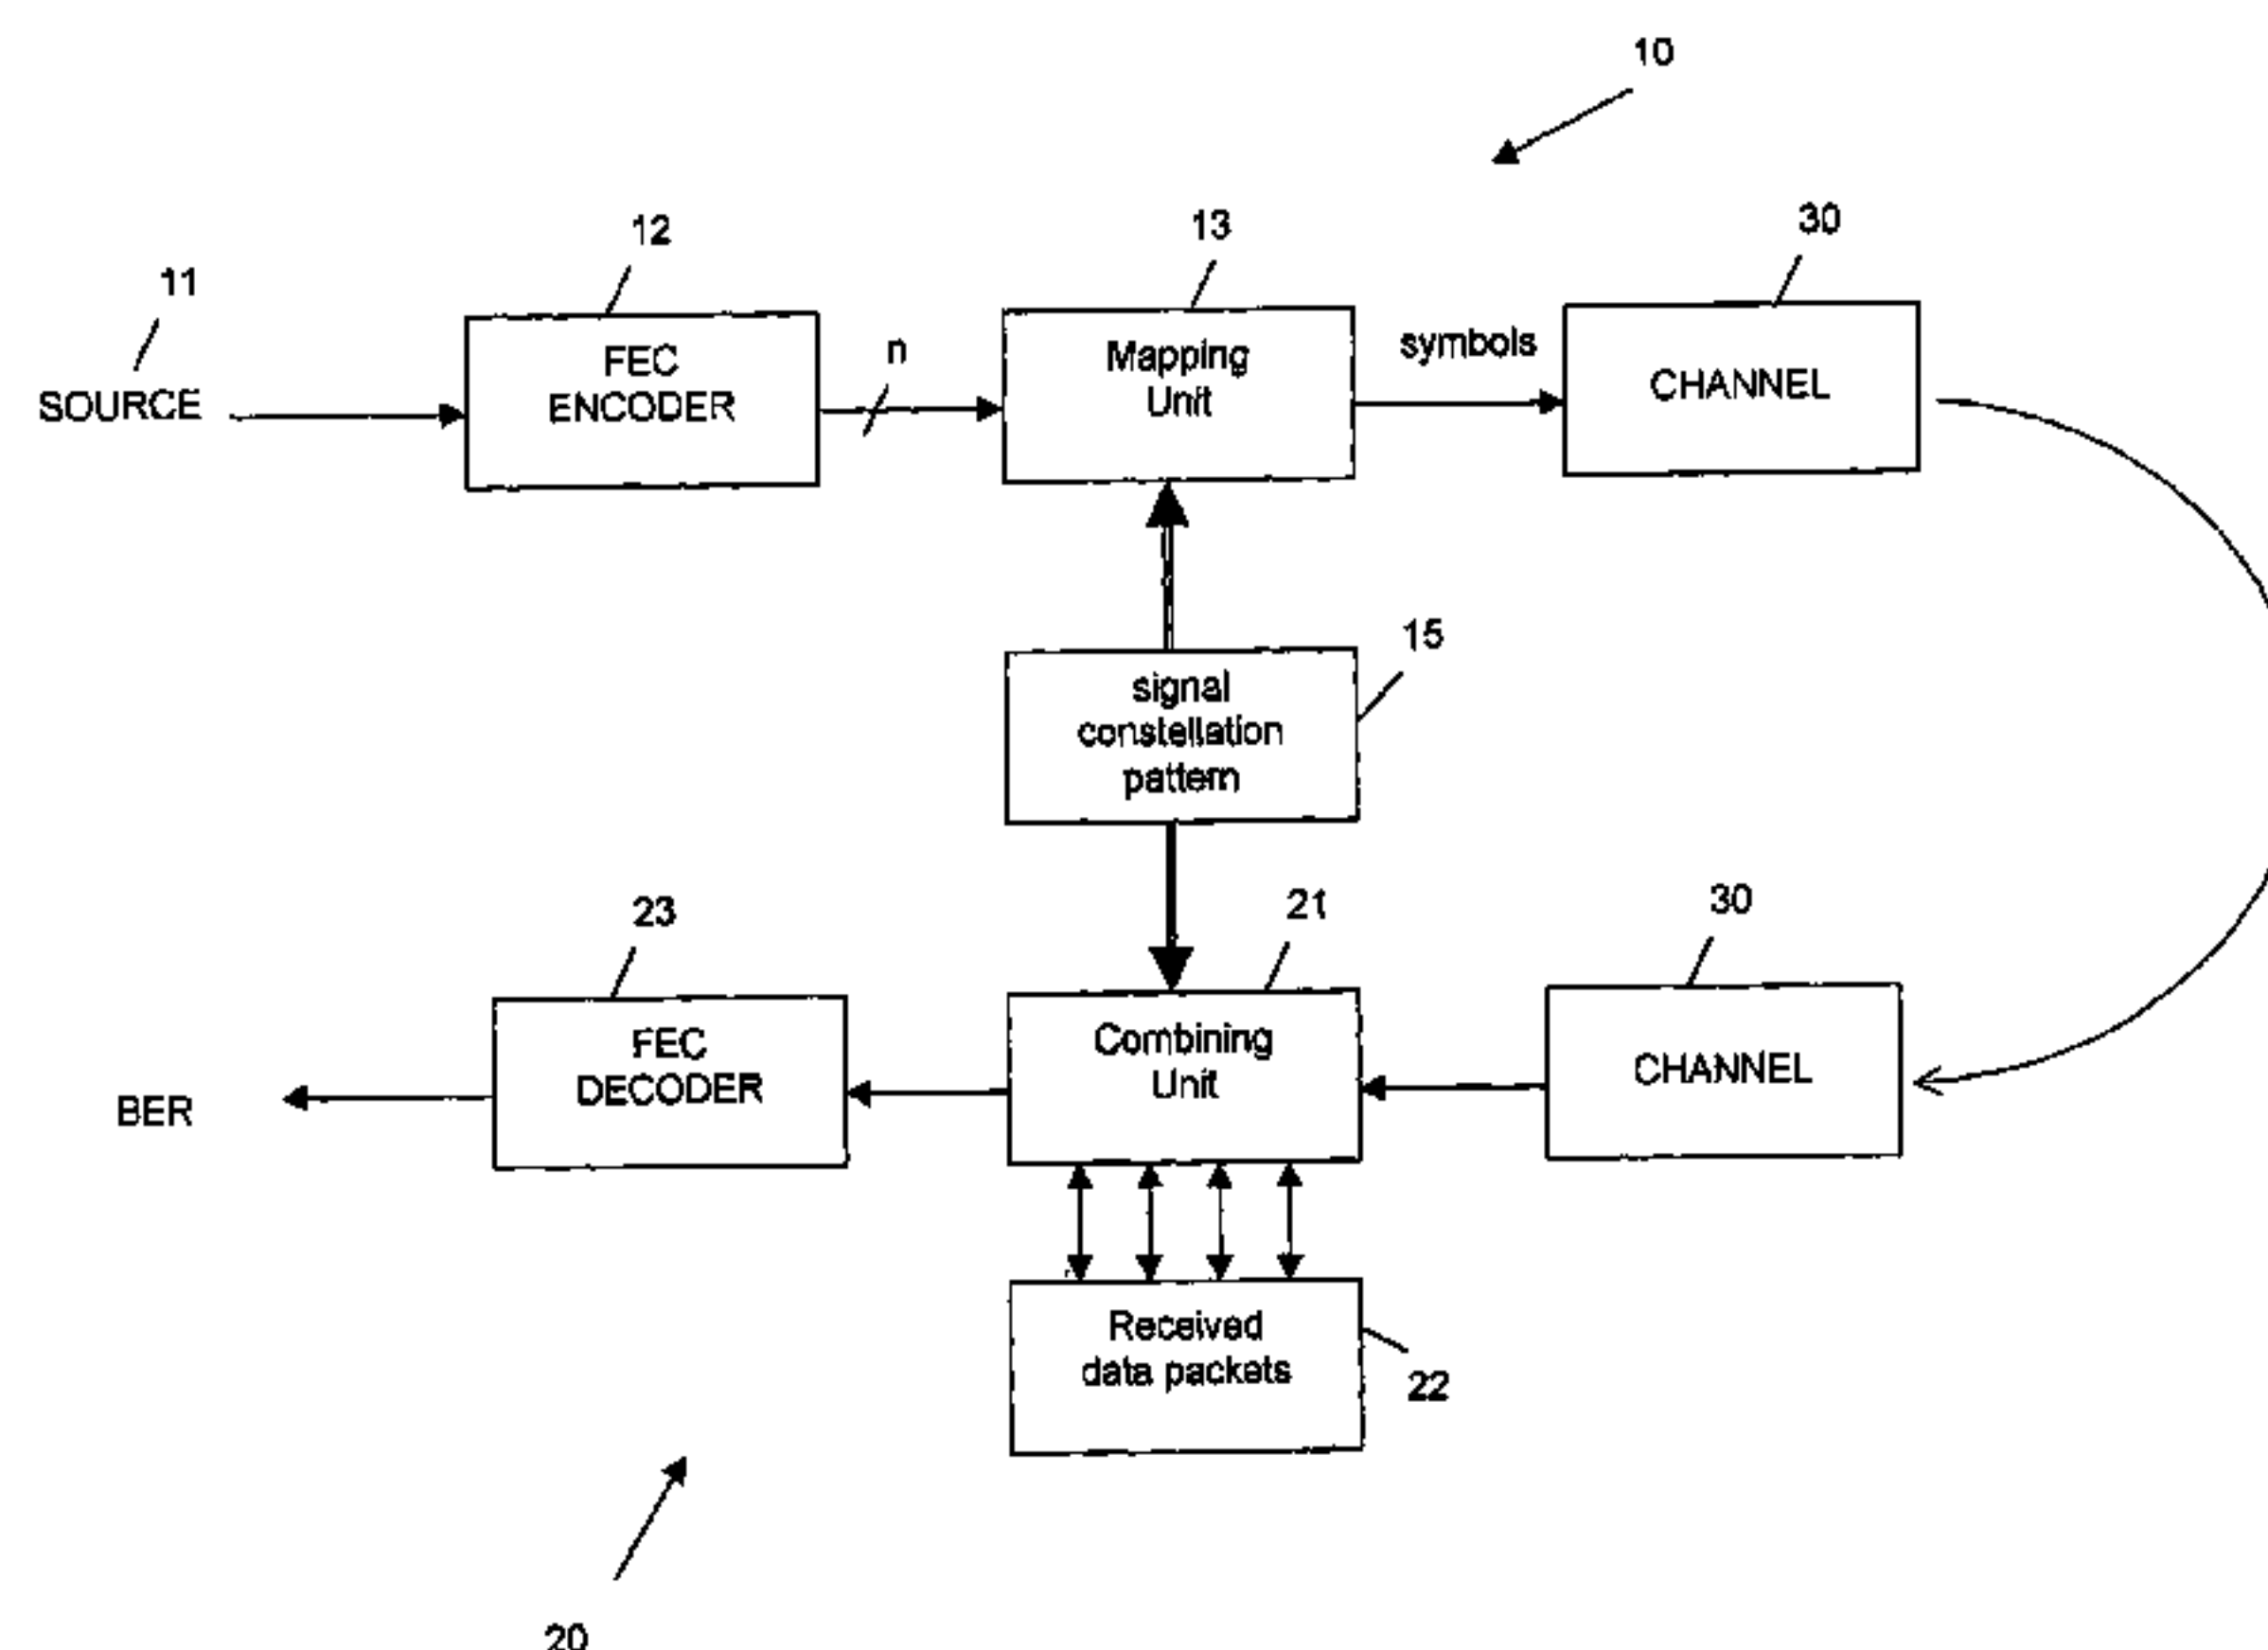 10
12
13
30
11
n
symbols
SOURCE
FEC
ENCODER
Mapping
Unit
CHANNEL
15
signal
constellation
pattern
23
21
30
BER
FEC
DECODER
Combining
Unit
CHANNEL
Received
data packets
22
20